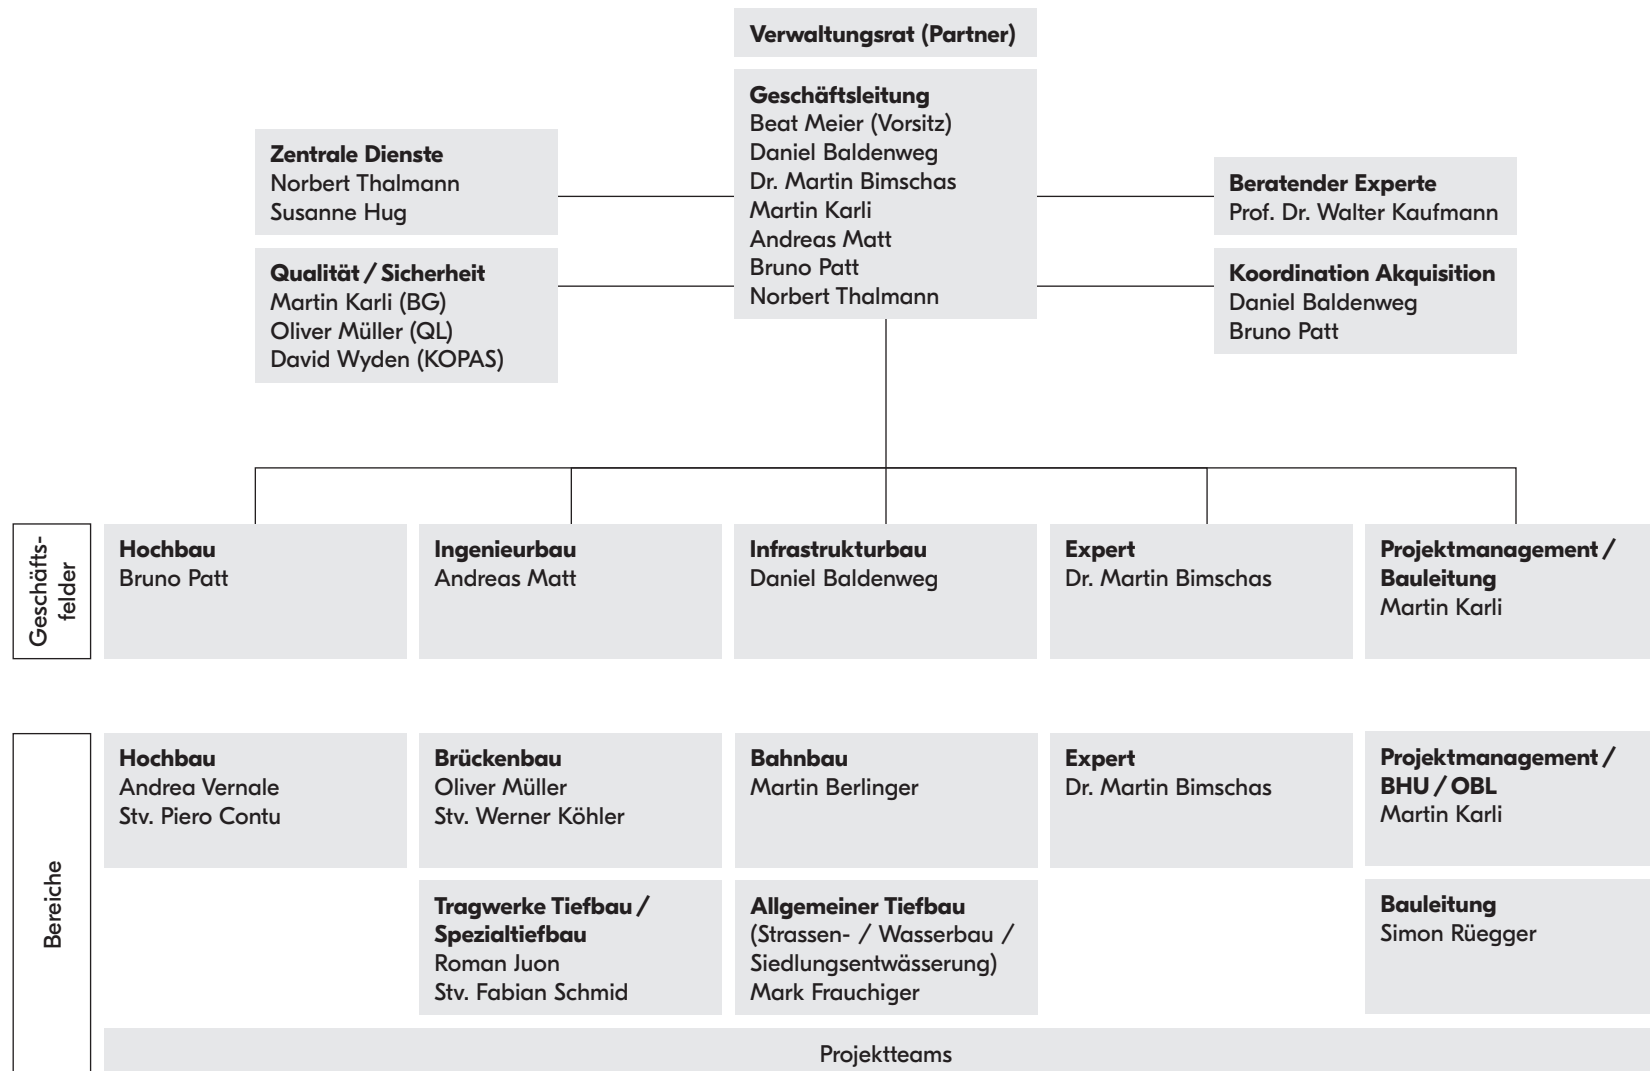 Verwaltungsrat (Partner)
Geschäftsleitung
Beat Meier (Vorsitz)
Daniel Baldenweg
Dr. Martin Bimschas
Martin Karli
Andreas Matt
Bruno Patt
Norbert Thalmann
Zentrale Dienste
Norbert Thalmann
Susanne Hug
Qualität / Sicherheit
Martin Karli (BG)
Oliver Müller (QL)
David Wyden (KOPAS)
Beratender Experte
Prof. Dr. Walter Kaufmann
Koordination Akquisition
Daniel Baldenweg
Bruno Patt
Geschäfts-
felder
Hochbau
Bruno Patt
Ingenieurbau
Andreas Matt
Infrastrukturbau
Daniel Baldenweg
Expert
Dr. Martin Bimschas
Projektmanagement /
Bauleitung
Martin Karli
Bereiche
Hochbau
Andrea Vernale
Stv. Piero Contu
Brückenbau
Oliver Müller
Stv. Werner Köhler
Bahnbau
Martin Berlinger
Expert
Dr. Martin Bimschas
Projektmanagement /
BHU / OBL
Martin Karli
Tragwerke Tiefbau /
Spezialtiefbau
Roman Juon
Stv. Fabian Schmid
Allgemeiner Tiefbau
(Strassen- / Wasserbau /
Siedlungsentwässerung)
Mark Frauchiger
Bauleitung
Simon Rüegger
Projektteams